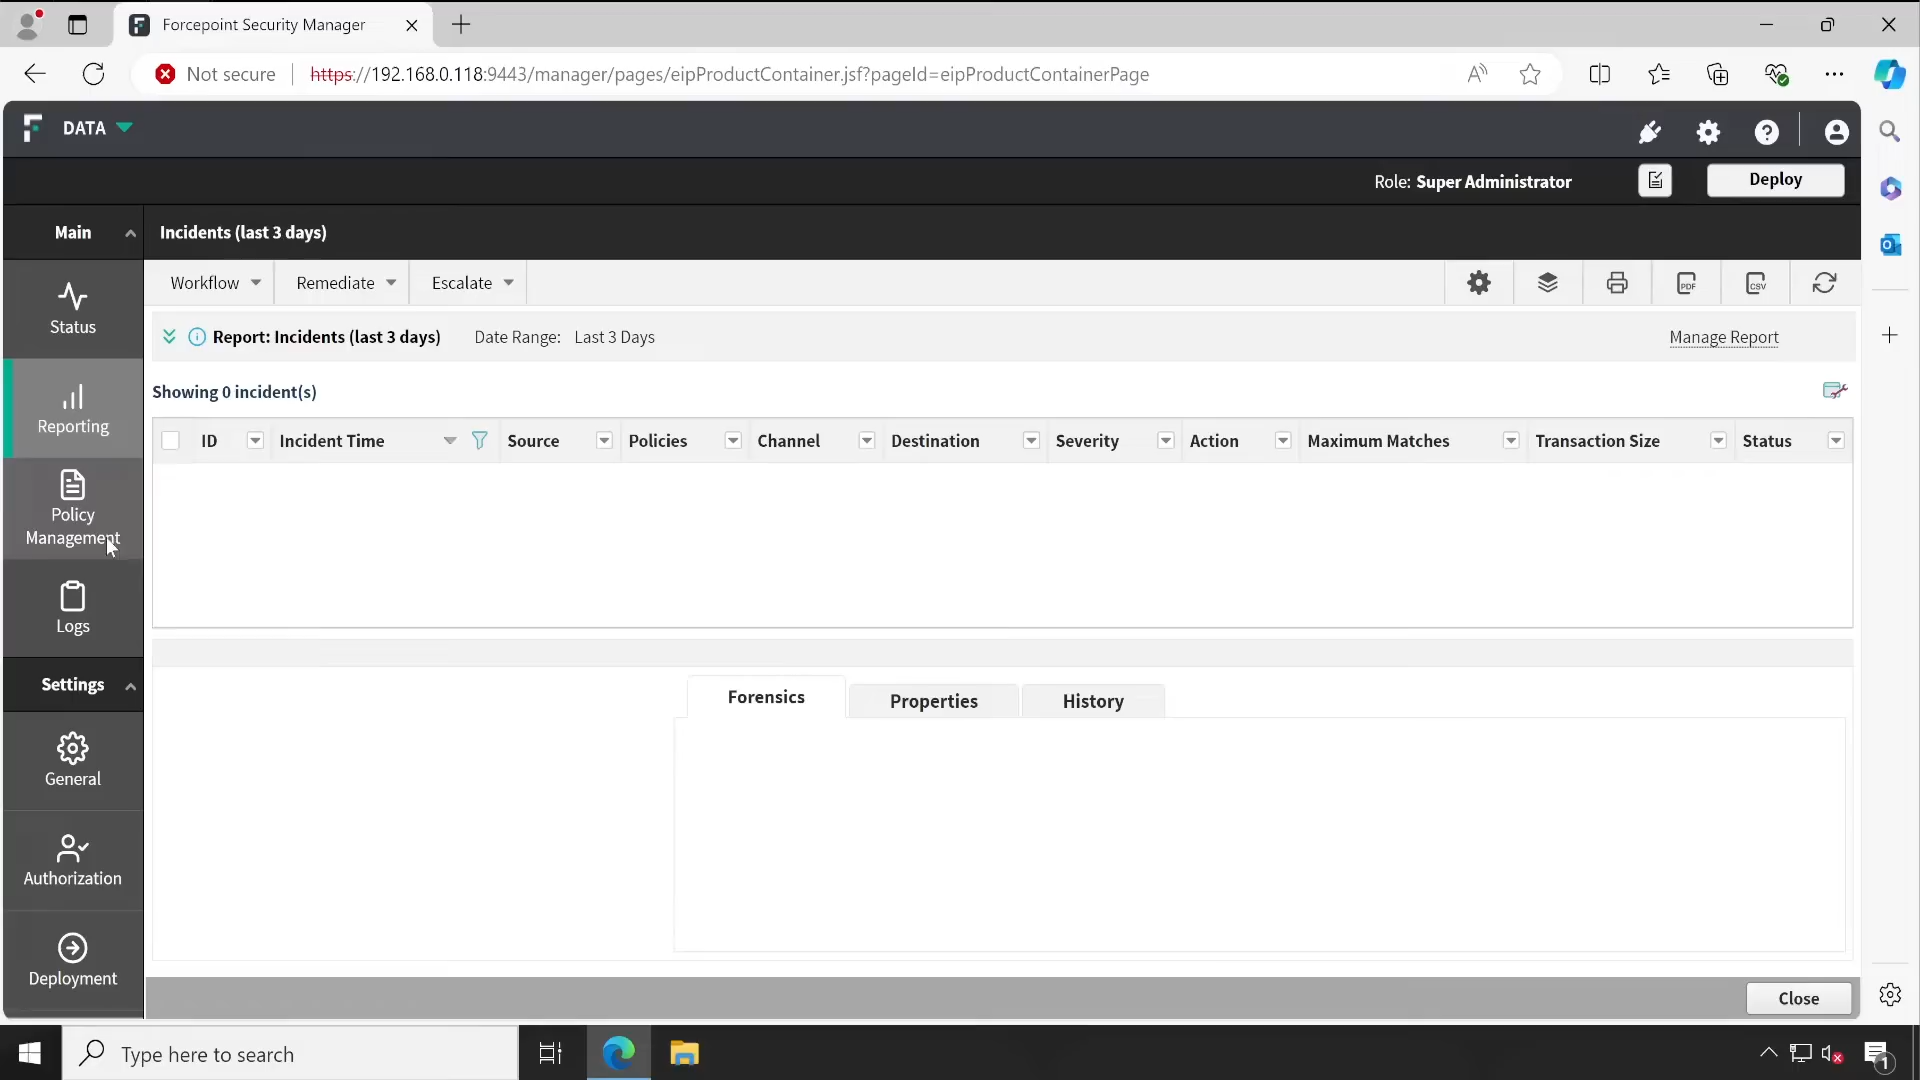 Forcepoint Security Manager
Not secure
https://192.168.0.118:9443/manager/pages/eipProductContainer.jsf?pageId=eipProductContainerPage
DATA
Role: Super Administrator
Deploy
Main
Incidents (last 3 days)
Workflow
Remediate
Escalate
PDF
CSV
Status
Report: Incidents (last 3 days)
Date Range: Last 3 Days
Manage Report
Showing 0 incident(s)
Reporting
ID
Incident Time
Source
Policies
Channel
Destination
Severity
Action
Maximum Matches
Transaction Size
Status
Policy
Management
Logs
Settings
Forensics
Properties
History
General
Authorization
Deployment
Close
Type here to search
1